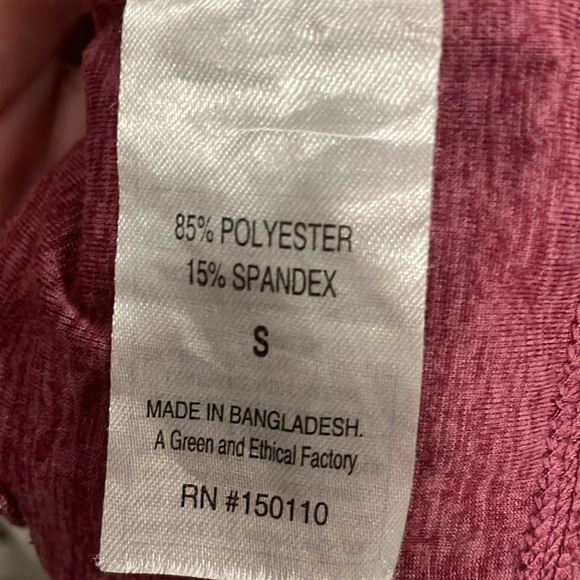 85% POLYESTER
15% SPANDEX
S
MADE IN BANGLADESH.
A Green and Ethical Factory
RN #150110